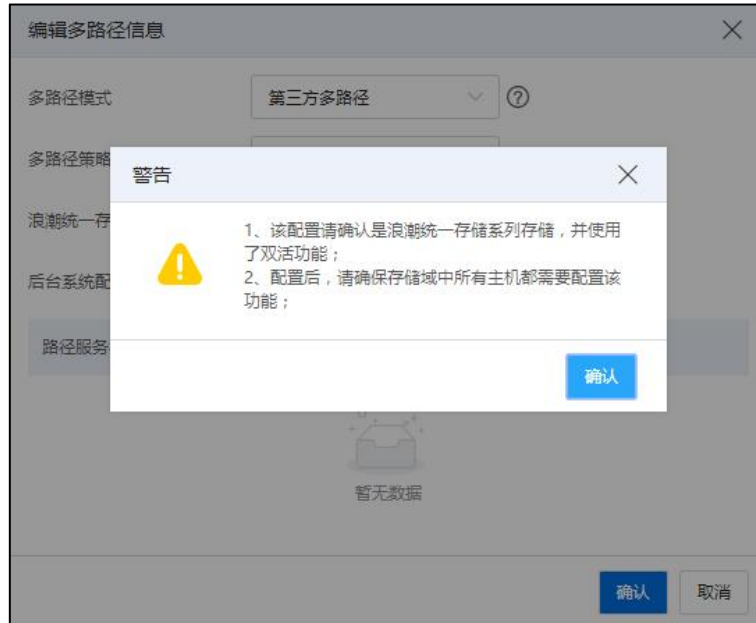 编辑多路径信息
多路径模式
第三方多路径
多路径策略
警告
1、该配置请确认是浪潮统一存储系列存储，并使用
了双活功能；
2、配置后，请确保存储域中所有主机都需要配置该
功能；
确认
浪潮统一存
后台系统配
路径服务
暂无数据
确认
取消